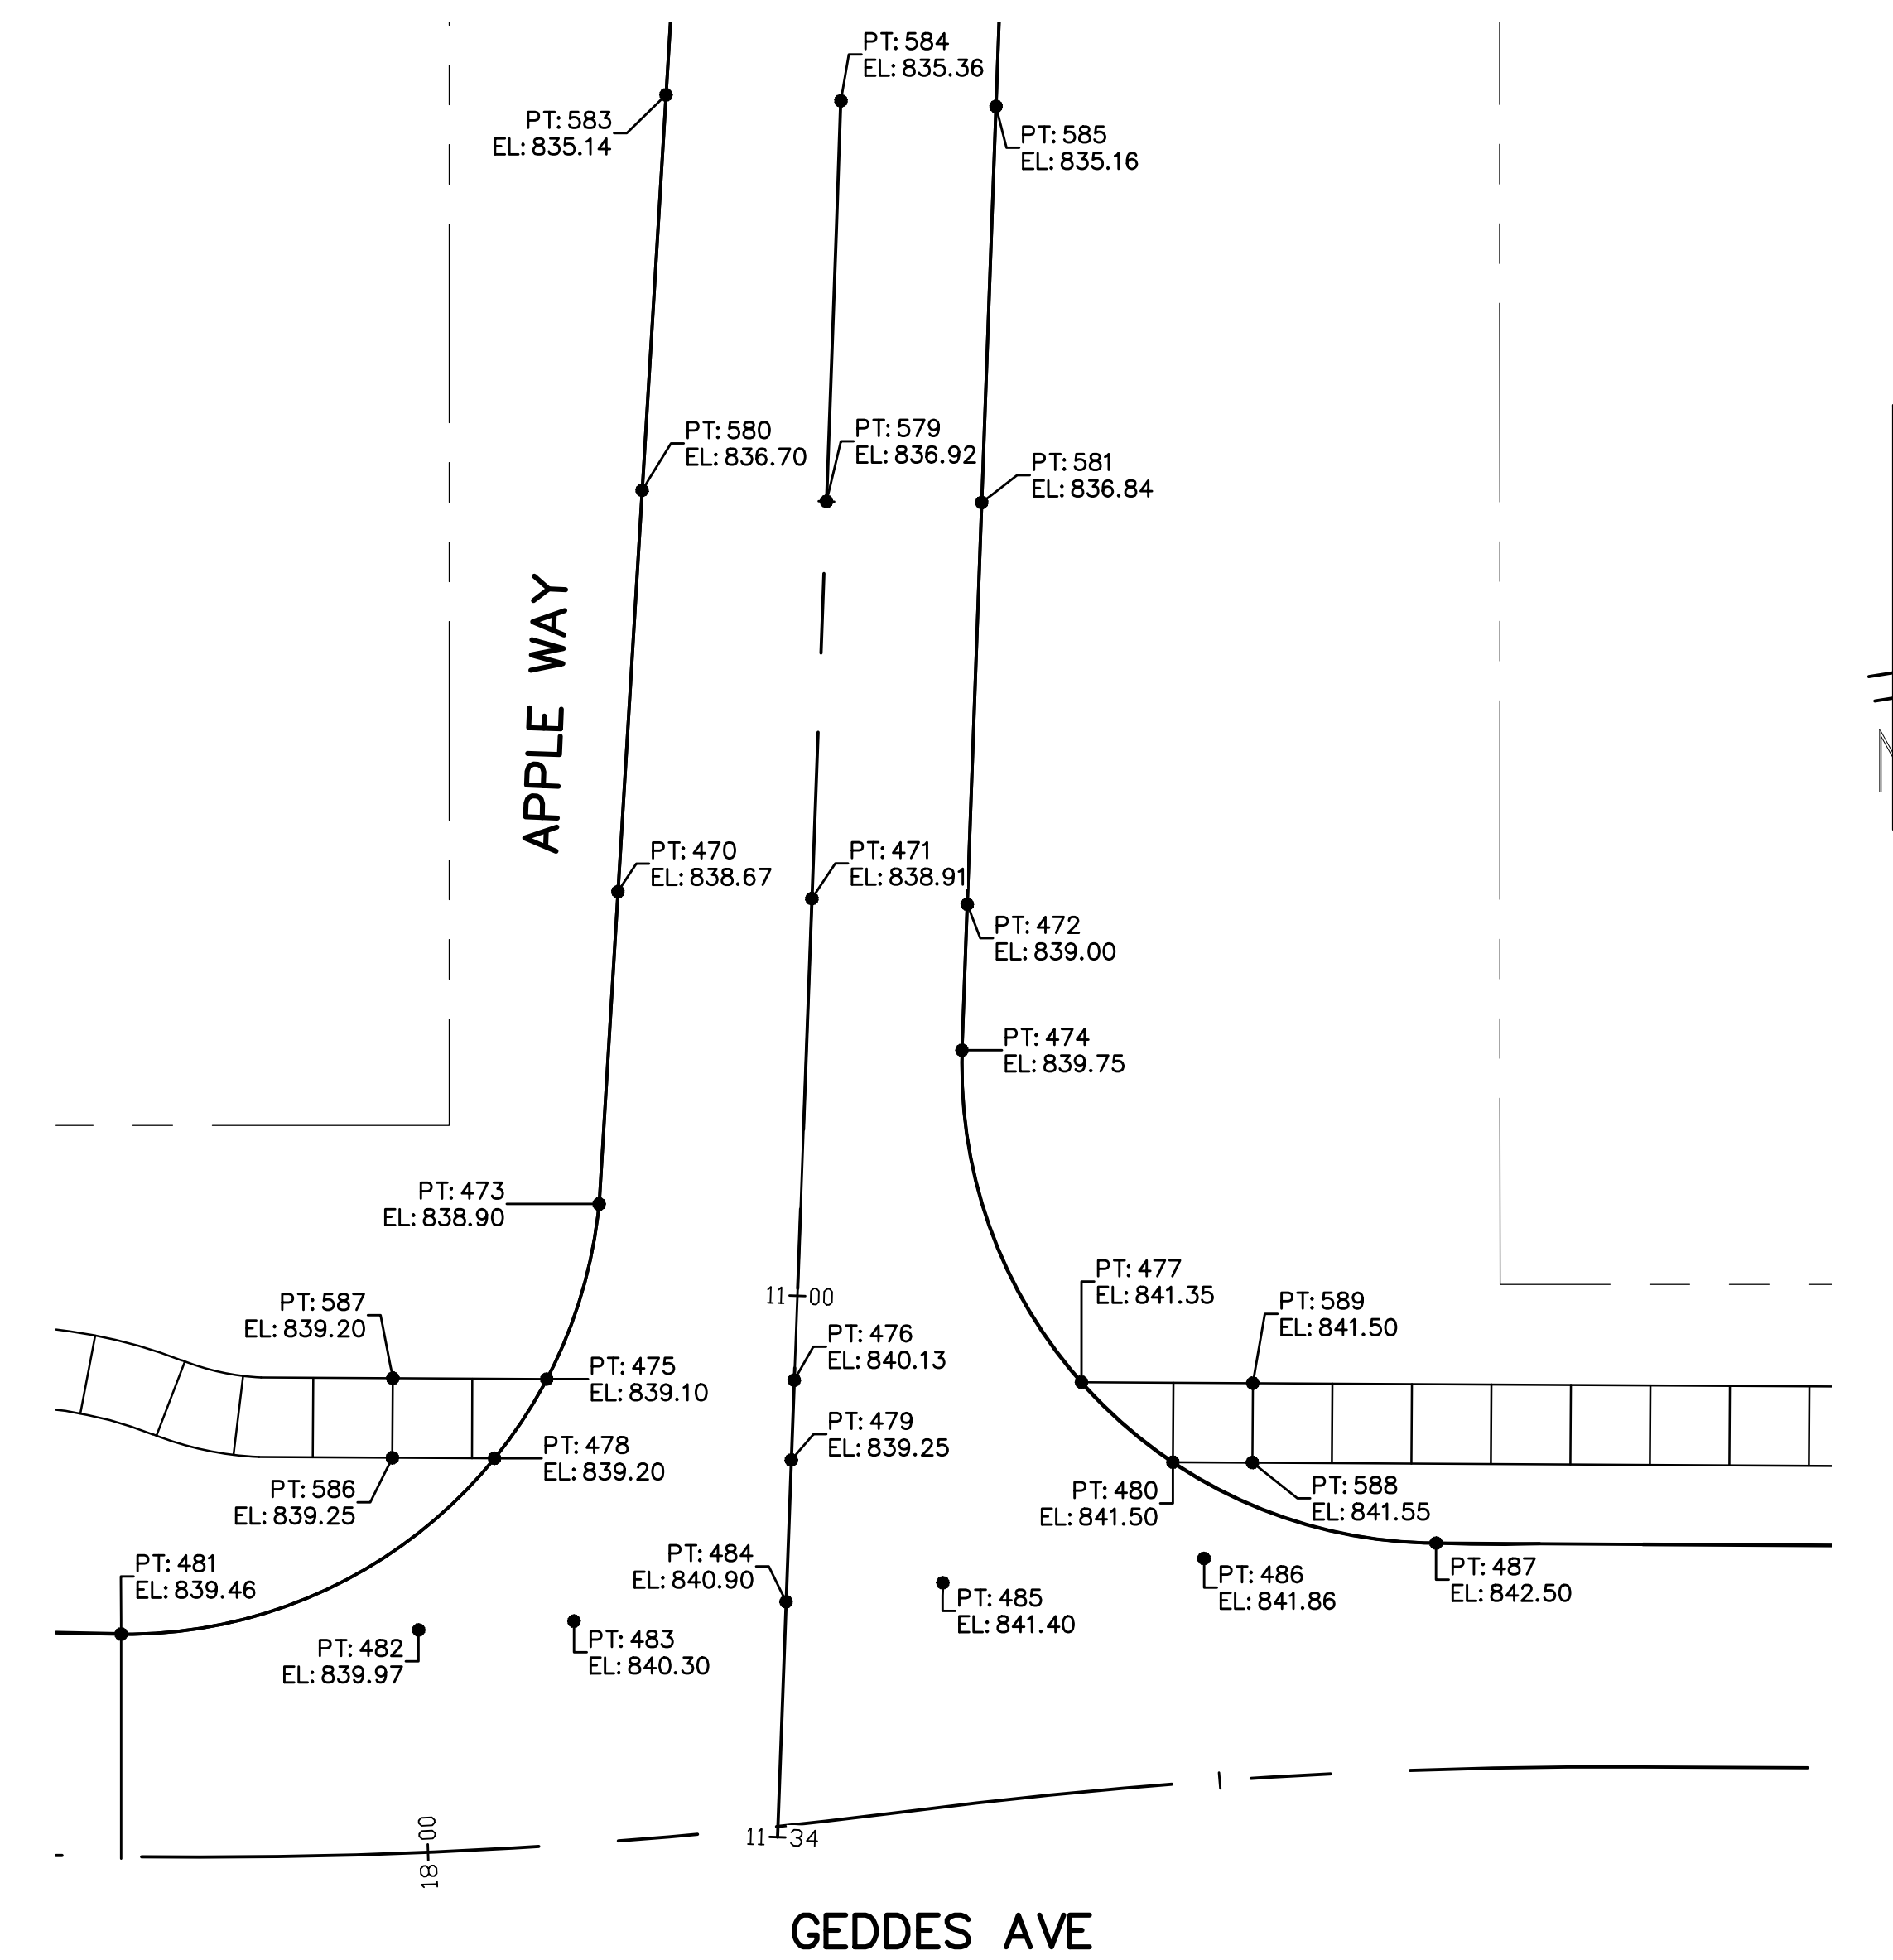 PT: 584
EL: 835.36
PT: 583
EL: 835.14
PT: 585
EL: 835.16
PT: 580
EL: 836.70
PT: 579
EL: 836.92
PT: 581
EL: 836.84
APPLE WAY
PT: 470
EL: 838.67
PT: 471
EL: 838.91
PT: 472
EL: 839.00
PT: 474
EL: 839.75
PT: 473
EL: 838.90
PT: 477
EL: 841.35
11 00
PT: 587
EL: 839.20
PT: 589
EL: 841.50
PT: 476
EL: 840.13
PT: 475
EL: 839.10
PT: 479
EL: 839.25
PT: 478
EL: 839.20
PT: 586
EL: 839.25
PT: 480
EL: 841.50
PT: 588
EL: 841.55
PT: 484
EL: 840.90
PT: 481
EL: 839.46
PT: 485
EL: 841.40
PT: 486
EL: 841.86
PT: 487
EL: 842.50
PT: 482
EL: 839.97
PT: 483
EL: 840.30
18 00
11 34
GEDDES AVE